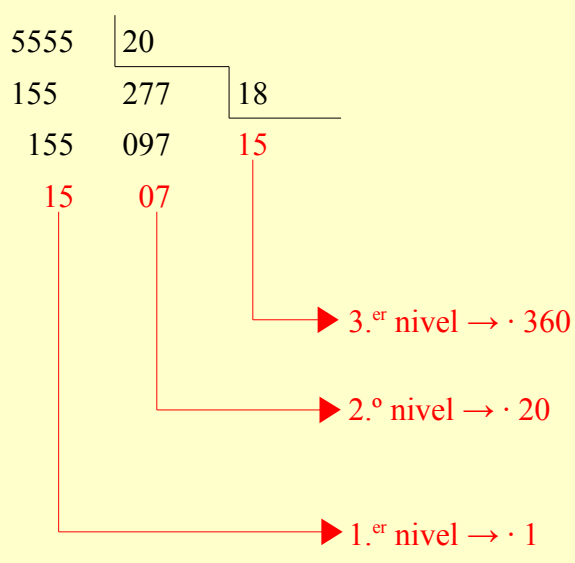 5555 20
155 277 18
155 097 15
15 07
3.er nivel → · 360
2.º nivel → · 20
1.er nivel → · 1